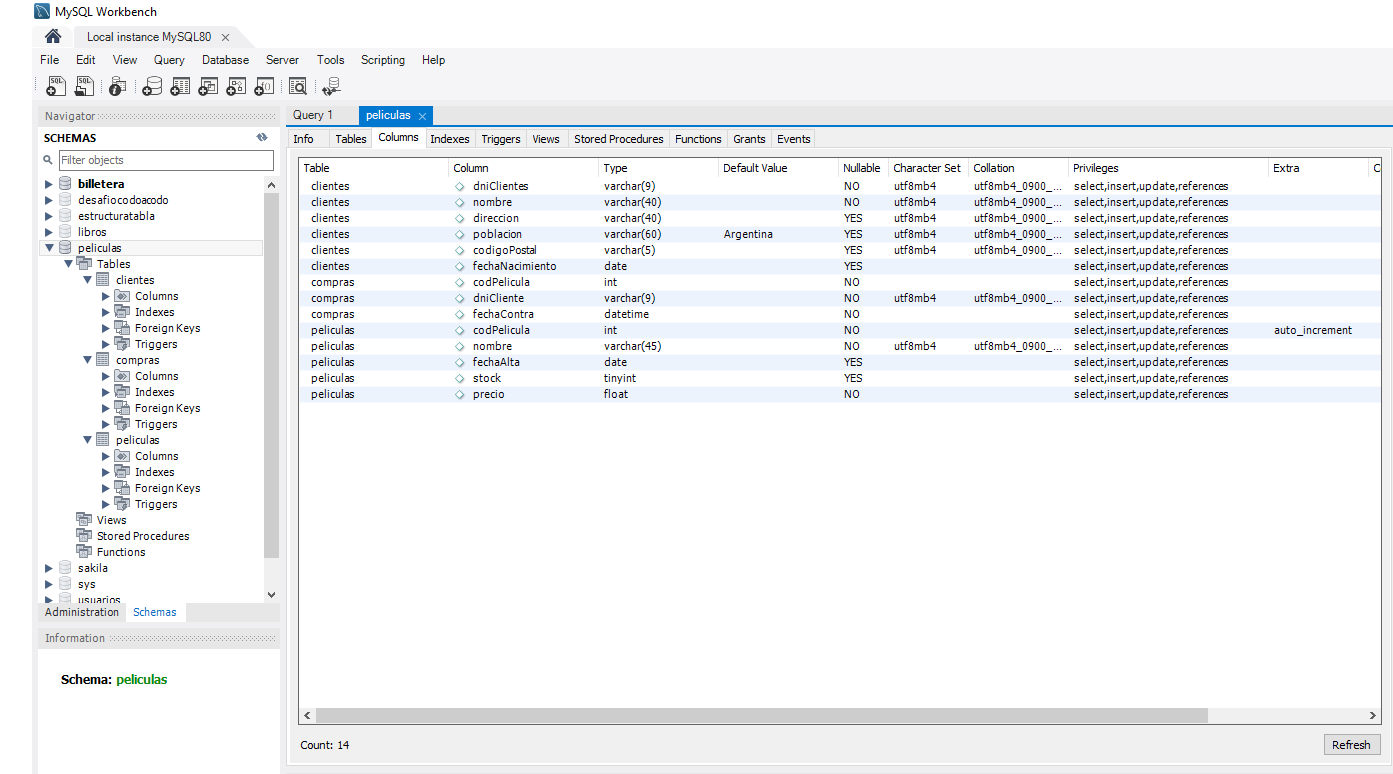 MySQL Workbench
Local instance MySQL80
File Edit View Query Database Server Tools Scripting Help
Navigator
SCHEMAS
Filter objects
billetera
desafiocodoacodo
estructuratabla
libros
peliculas
Tables
clientes
Columns
Indexes
Foreign Keys
Triggers
compras
Columns
Indexes
Foreign Keys
Triggers
peliculas
Columns
Indexes
Foreign Keys
Triggers
Views
Stored Procedures
Functions
sakila
sys
usuarios
Administration Schemas
Information
Schema: peliculas
Query 1 peliculas
Info Tables Columns Indexes Triggers Views Stored Procedures Functions Grants Events
Table Column Type Default Value Nullable Character Set Collation Privileges Extra C
clientes dniClientes varchar(9) NO utf8mb4 utf8mb4_0900_... select,insert,update,references
clientes nombre varchar(40) NO utf8mb4 utf8mb4_0900_... select,insert,update,references
clientes direccion varchar(40) YES utf8mb4 utf8mb4_0900_... select,insert,update,references
clientes poblacion varchar(60) Argentina YES utf8mb4 utf8mb4_0900_... select,insert,update,references
clientes codigoPostal varchar(5) YES utf8mb4 utf8mb4_0900_... select,insert,update,references
clientes fechaNacimiento date YES select,insert,update,references
compras codPelicula int NO select,insert,update,references
compras dniCliente varchar(9) NO utf8mb4 utf8mb4_0900_... select,insert,update,references
compras fechaContra datetime NO select,insert,update,references
peliculas codPelicula int NO select,insert,update,references auto_increment
peliculas nombre varchar(45) NO utf8mb4 utf8mb4_0900_... select,insert,update,references
peliculas fechaAlta date YES select,insert,update,references
peliculas stock tinyint YES select,insert,update,references
peliculas precio float NO select,insert,update,references
Count: 14
Refresh